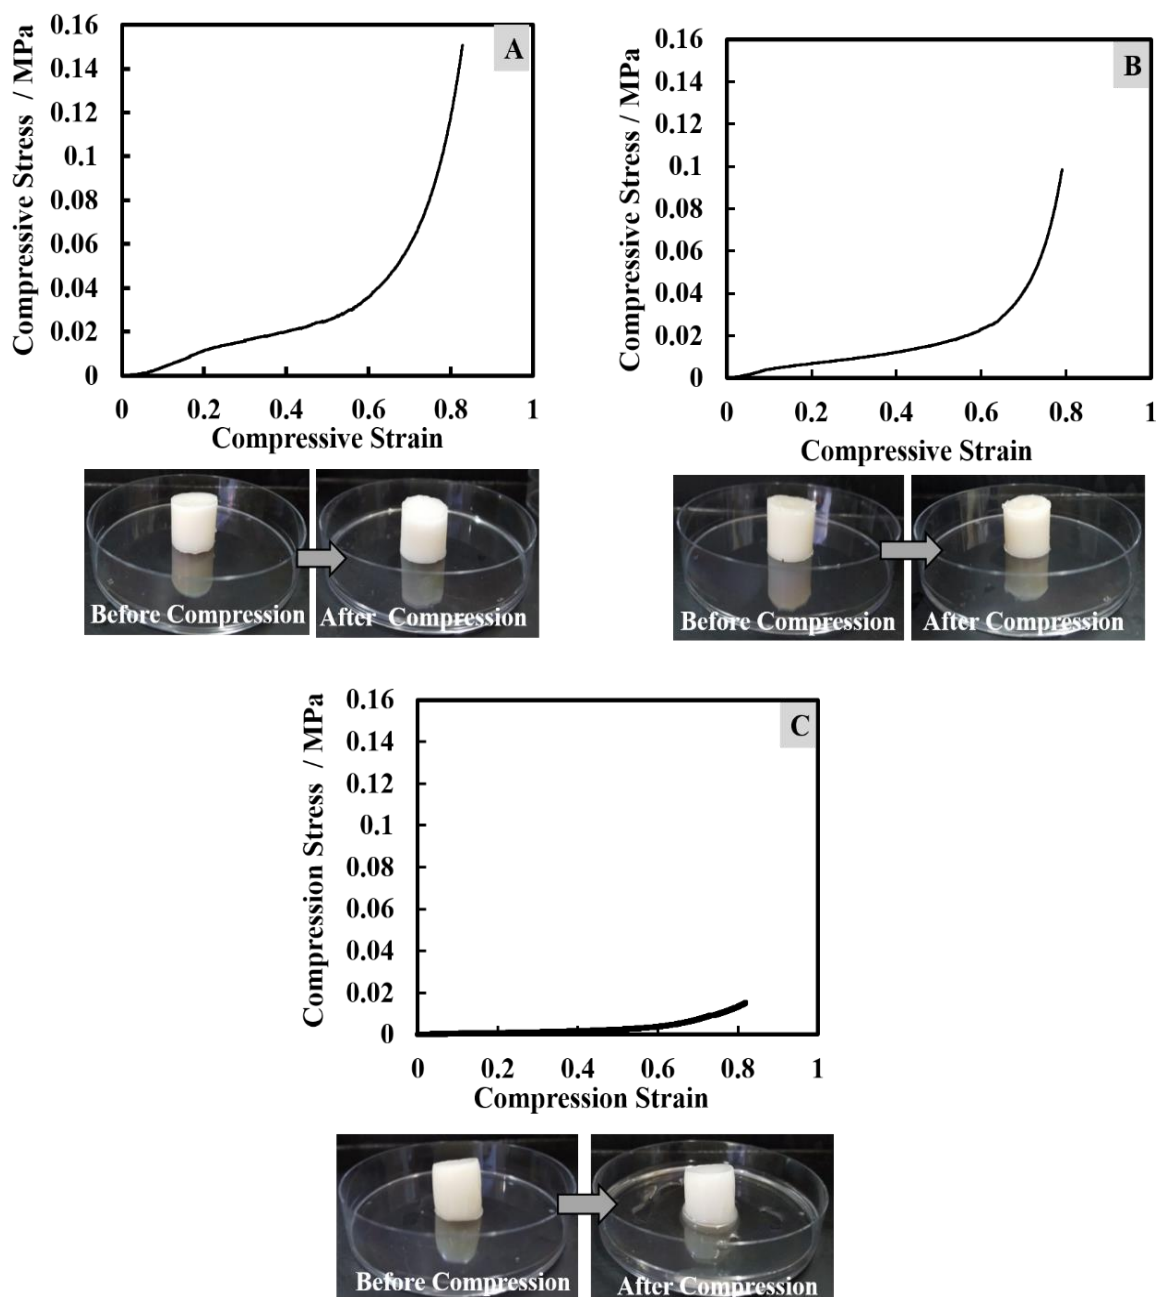 A
Compressive Stress / MPa
0.16
0.14
0.12
0.1
0.08
0.06
0.04
0.02
0
0 0.2 0.4 0.6 0.8 1
Compressive Strain
Before Compression
After Compression
B
Compressive Stress / MPa
0.16
0.14
0.12
0.1
0.08
0.06
0.04
0.02
0
0 0.2 0.4 0.6 0.8 1
Compressive Strain
Before Compression
After Compression
C
Compression Stress / MPa
0.16
0.14
0.12
0.1
0.08
0.06
0.04
0.02
0
0 0.2 0.4 0.6 0.8 1
Compression Strain
Before Compression
After Compression